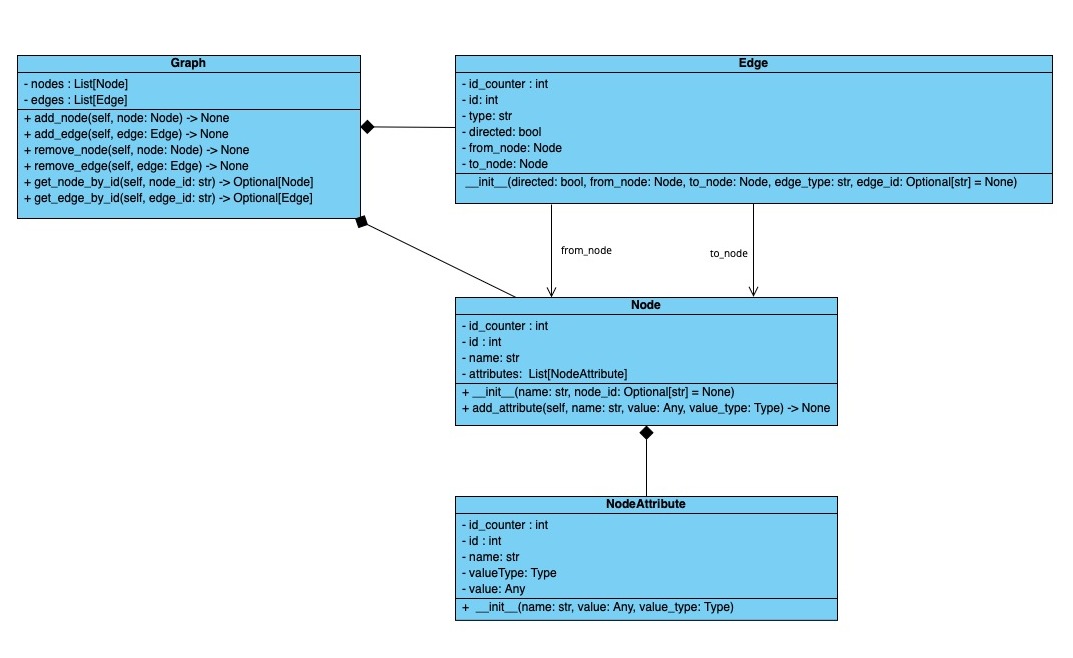 Graph
- nodes : List[Node]
- edges : List[Edge]
+ add_node(self, node: Node) -> None
+ add_edge(self, edge: Edge) -> None
+ remove_node(self, node: Node) -> None
+ remove_edge(self, edge: Edge) -> None
+ get_node_by_id(self, node_id: str) -> Optional[Node]
+ get_edge_by_id(self, edge_id: str) -> Optional[Edge]
Edge
- id_counter : int
- id: int
- type: str
- directed: bool
- from_node: Node
- to_node: Node
__init__(directed: bool, from_node: Node, to_node: Node, edge_type: str, edge_id: Optional[str] = None)
from_node
to_node
Node
- id_counter : int
- id : int
- name: str
- attributes:  List[NodeAttribute]
+ __init__(name: str, node_id: Optional[str] = None)
+ add_attribute(self, name: str, value: Any, value_type: Type) -> None
NodeAttribute
- id_counter : int
- id : int
- name: str
- valueType: Type
- value: Any
+  __init__(name: str, value: Any, value_type: Type)